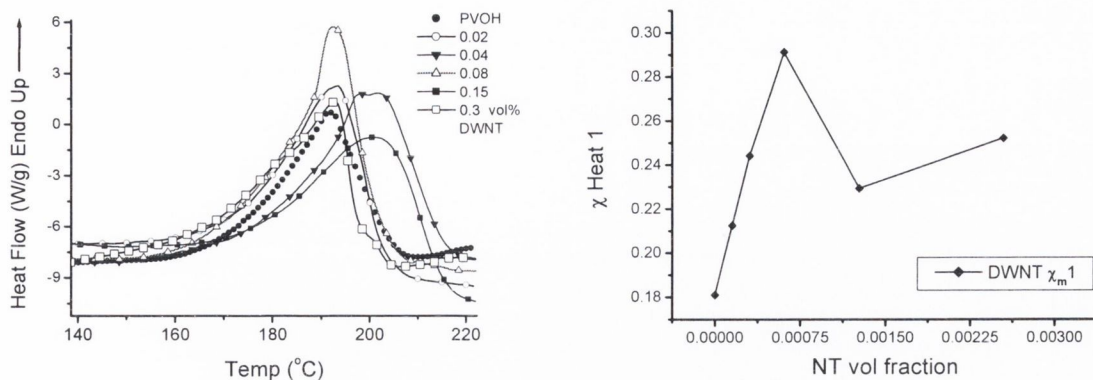 Heat Flow (W/g) Endo Up
6
3
0
-3
-6
-9
140 160 180 200 220
Temp (°C)
PVOH
0.02
0.04
0.08
0.15
0.3 vol%
DWNT
χ Heat 1
0.30
0.28
0.26
0.24
0.22
0.20
0.18
0.00000 0.00075 0.00150 0.00225 0.00300
NT vol fraction
DWNT χm1